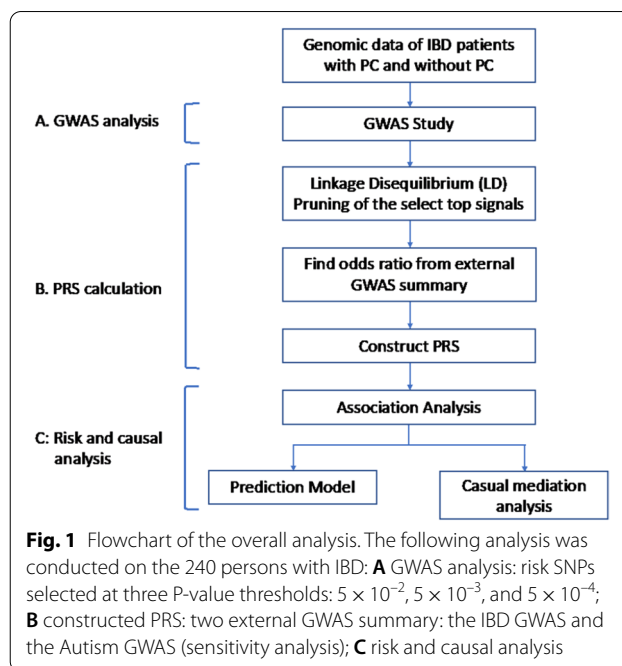 Genomic data of IBD patients
with PC and without PC
A. GWAS analysis
GWAS Study
Linkage Disequilibrium (LD)
Pruning of the select top signals
Find odds ratio from external
GWAS summary
B. PRS calculation
Construct PRS
Association Analysis
C: Risk and causal
analysis
Prediction Model
Casual mediation
analysis
Fig. 1 Flowchart of the overall analysis. The following analysis was
conducted on the 240 persons with IBD: A GWAS analysis: risk SNPs
selected at three P-value thresholds: 5 × 10⁻², 5 × 10⁻³, and 5 × 10⁻⁴;
B constructed PRS: two external GWAS summary: the IBD GWAS and
the Autism GWAS (sensitivity analysis); C risk and causal analysis